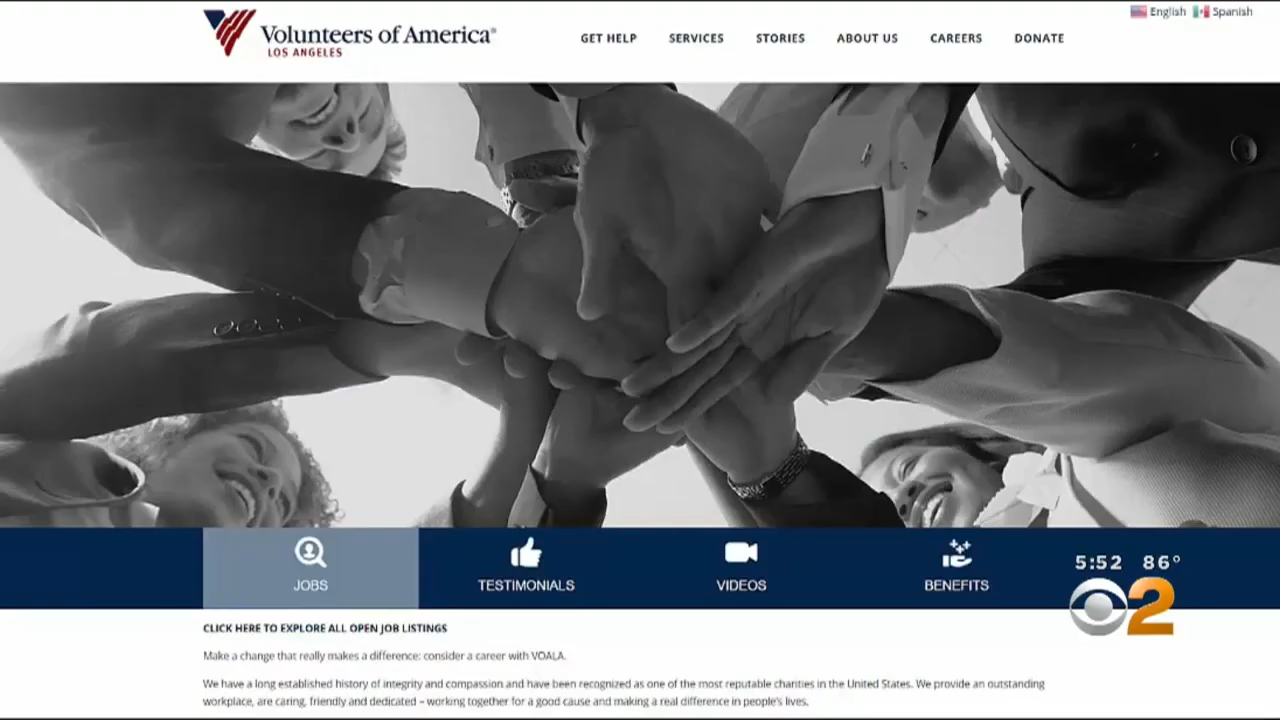 English Spanish
Volunteers of America®
LOS ANGELES
GET HELP SERVICES STORIES ABOUT US CAREERS DONATE
JOBS TESTIMONIALS VIDEOS BENEFITS
5:52 86°
2
CLICK HERE TO EXPLORE ALL OPEN JOB LISTINGS
Make a change that really makes a difference: consider a career with VOALA.
We have a long established history of integrity and compassion and have been recognized as one of the most reputable charities in the United States. We provide an outstanding
workplace, are caring, friendly and dedicated – working together for a good cause and making a real difference in people's lives.